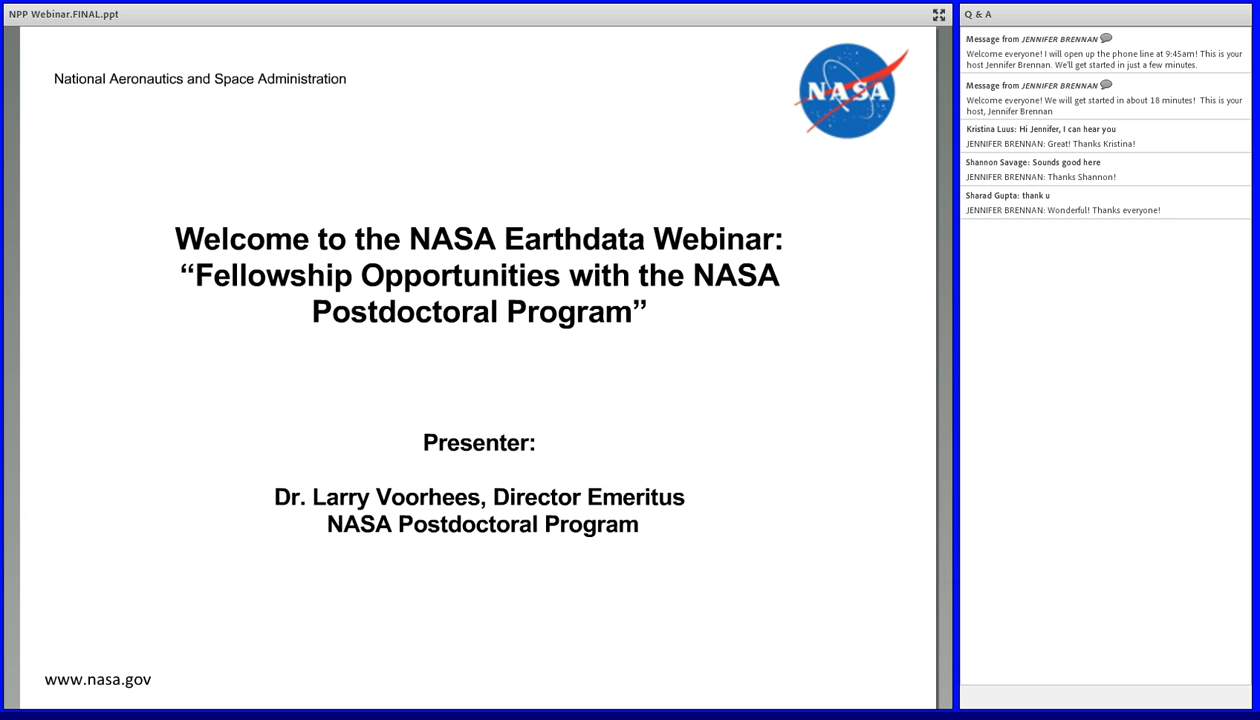 NPP Webinar.FINAL.ppt
National Aeronautics and Space Administration
NASA
Welcome to the NASA Earthdata Webinar:
“Fellowship Opportunities with the NASA
Postdoctoral Program”
Presenter:
Dr. Larry Voorhees, Director Emeritus
NASA Postdoctoral Program
www.nasa.gov
Q & A
Message from JENNIFER BRENNAN
Welcome everyone! I will open up the phone line at 9:45am! This is your
host Jennifer Brennan. We'll get started in just a few minutes.
Message from JENNIFER BRENNAN
Welcome everyone! We will get started in about 18 minutes!  This is your
host, Jennifer Brennan
Kristina Luus: Hi Jennifer, I can hear you
JENNIFER BRENNAN: Great! Thanks Kristina!
Shannon Savage: Sounds good here
JENNIFER BRENNAN: Thanks Shannon!
Sharad Gupta: thank u
JENNIFER BRENNAN: Wonderful! Thanks everyone!